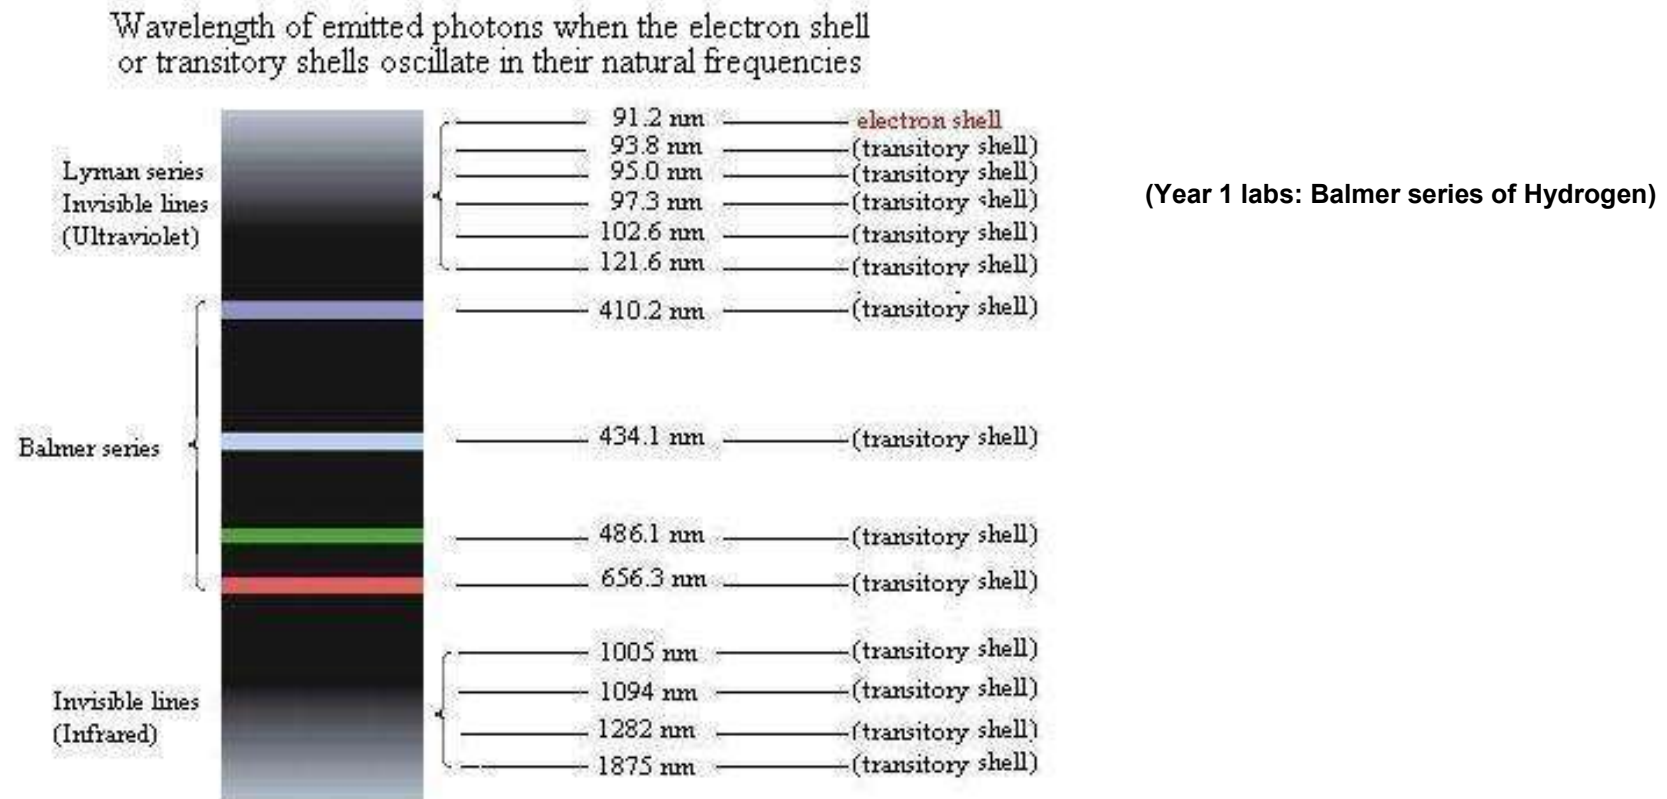 Wavelength of emitted photons when the electron shell
or transitory shells oscillate in their natural frequencies
Lyman series
Invisible lines
(Ultraviolet)
91.2 nm electron shell
93.8 nm (transitory shell)
95.0 nm (transitory shell)
97.3 nm (transitory shell)
102.6 nm (transitory shell)
121.6 nm (transitory shell)
(Year 1 labs: Balmer series of Hydrogen)
Balmer series
410.2 nm (transitory shell)
434.1 nm (transitory shell)
486.1 nm (transitory shell)
656.3 nm (transitory shell)
Invisible lines
(Infrared)
1005 nm (transitory shell)
1094 nm (transitory shell)
1282 nm (transitory shell)
1875 nm (transitory shell)